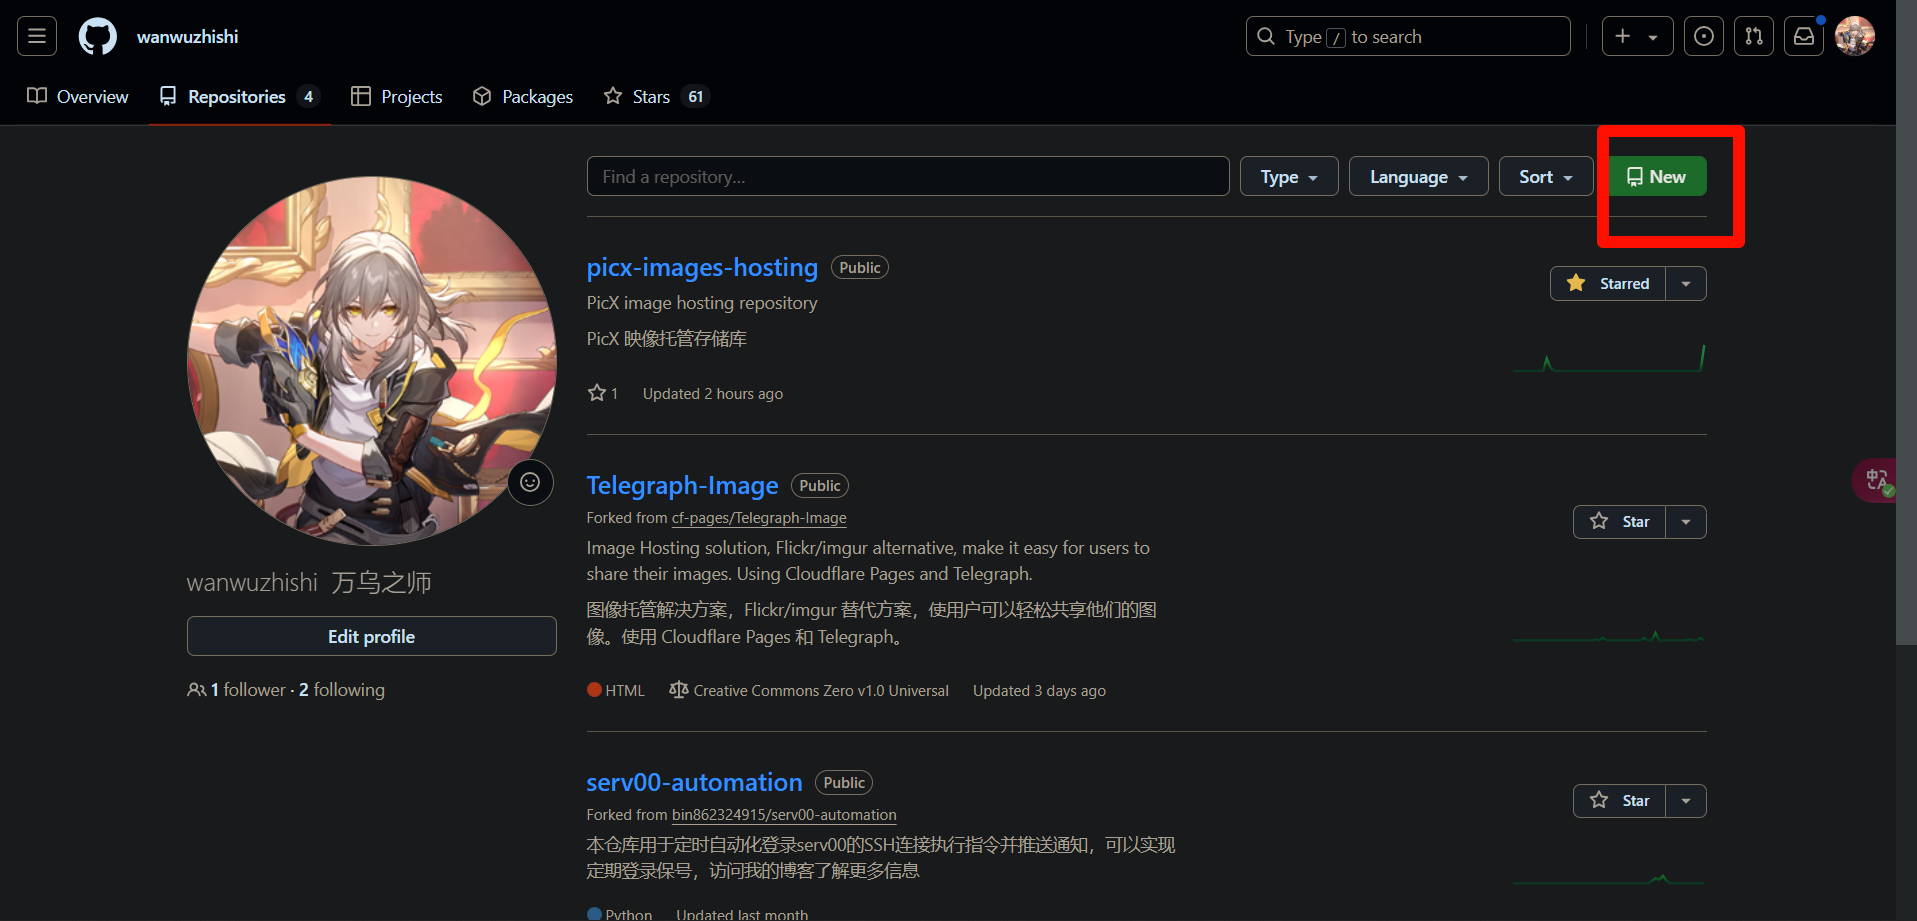 wanwuzhishi
Type / to search
Overview
Repositories 4
Projects
Packages
Stars 61
Find a repository...
Type
Language
Sort
New
picx-images-hosting Public
PicX image hosting repository
PicX 映像托管存储库
1 Updated 2 hours ago
Starred
Telegraph-Image Public
Forked from cf-pages/Telegraph-Image
Image Hosting solution, Flickr/imgur alternative, make it easy for users to
share their images. Using Cloudflare Pages and Telegraph.
图像托管解决方案，Flickr/imgur 替代方案，使用户可以轻松共享他们的图
像。使用 Cloudflare Pages 和 Telegraph。
HTML Creative Commons Zero v1.0 Universal Updated 3 days ago
Star
wanwuzhishi 万乌之师
Edit profile
1 follower · 2 following
serv00-automation Public
Forked from bin862324915/serv00-automation
本仓库用于定时自动化登录serv00的SSH连接执行指令并推送通知，可以实现
定期登录保号，访问我的博客了解更多信息
Python Updated last month
Star
中A